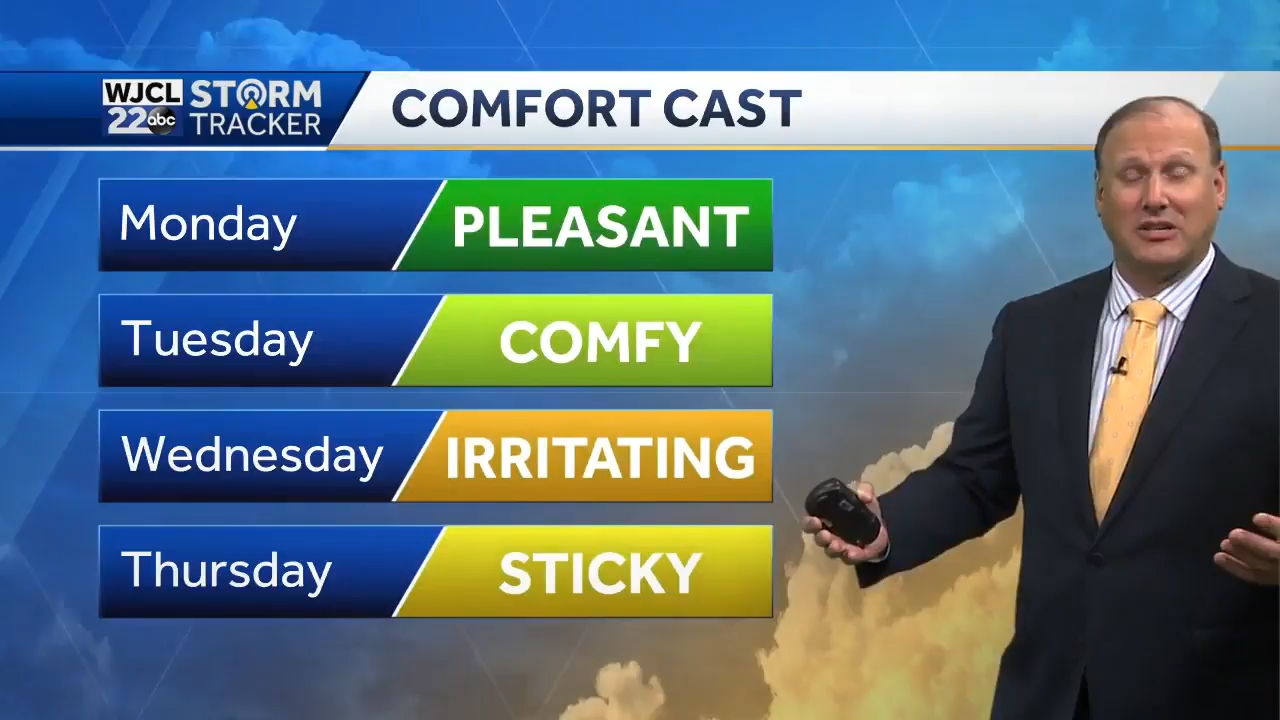 WJCL
22 abc
STORM
TRACKER
COMFORT CAST
Monday PLEASANT
Tuesday COMFY
Wednesday IRRITATING
Thursday STICKY